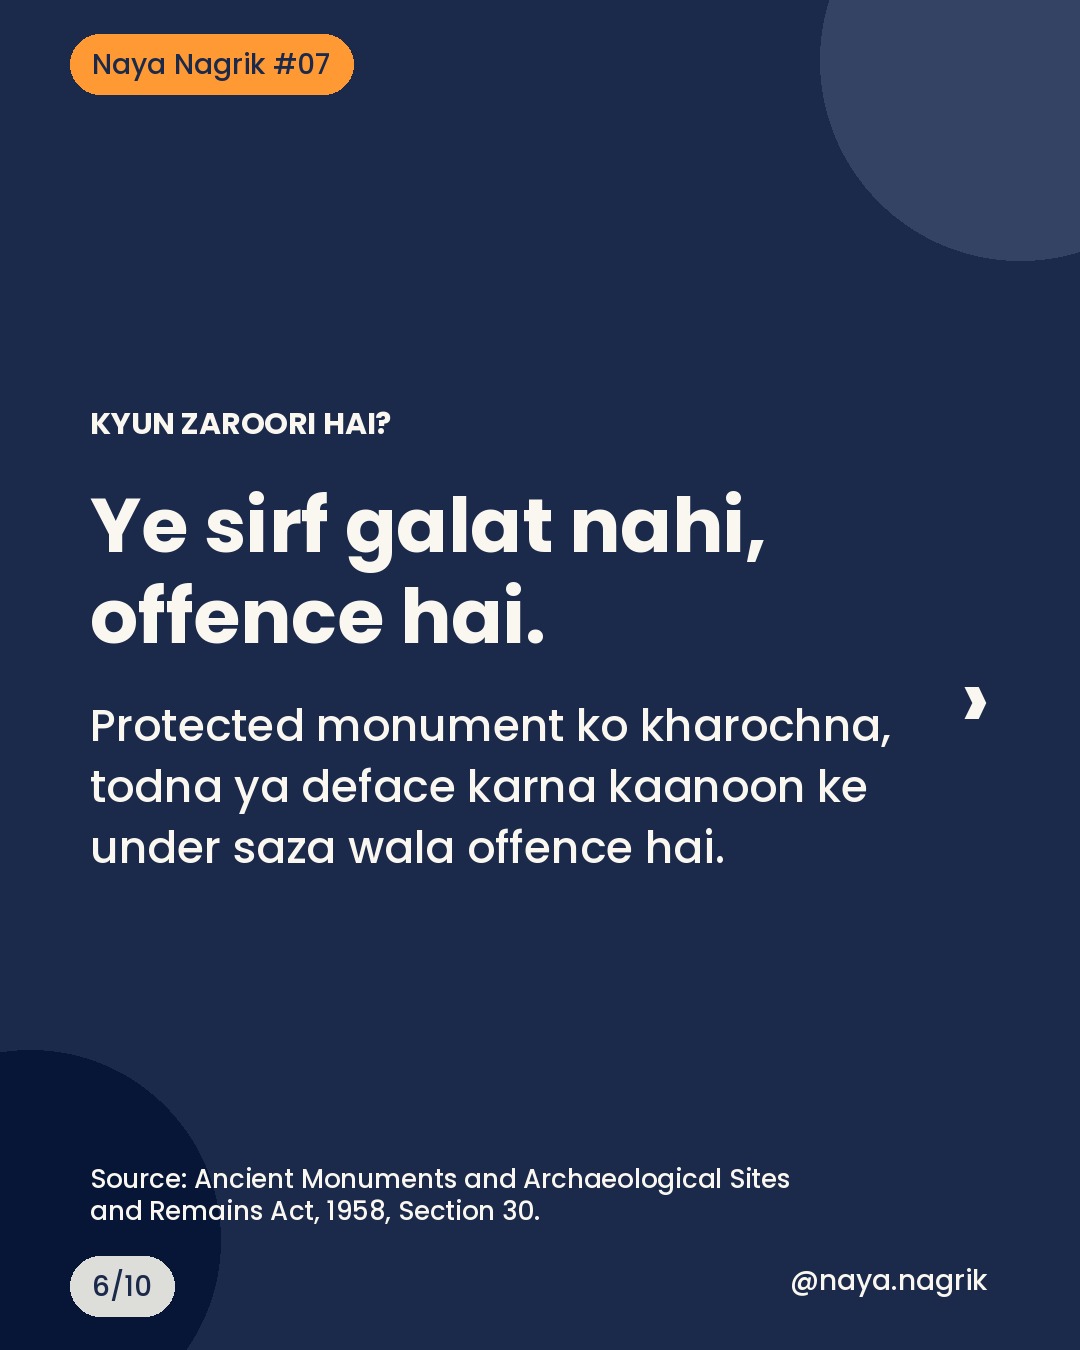 Naya Nagrik #07
KYUN ZAROORI HAI?
Ye sirf galat nahi,
offence hai.
Protected monument ko kharochna,
todna ya deface karna kaanoon ke
under saza wala offence hai.
Source: Ancient Monuments and Archaeological Sites
and Remains Act, 1958, Section 30.
6/10
@naya.nagrik